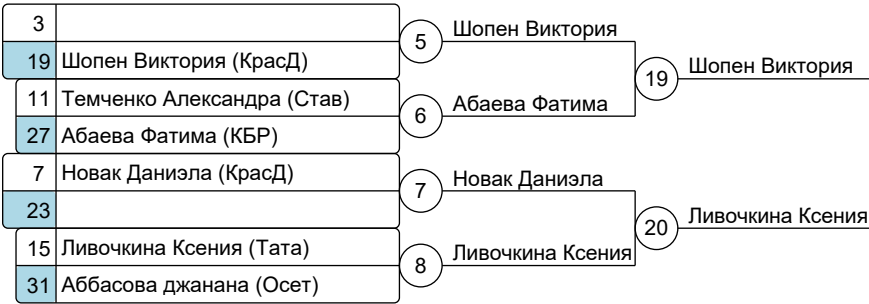 3
5 Шопен Виктория
19 Шопен Виктория (КрасД)
19 Шопен Виктория
11 Темченко Александра (Став)
6 Абаева Фатима
27 Абаева Фатима (КБР)
7 Новак Даниэла (КрасД)
7 Новак Даниэла
23
20 Ливочкина Ксения
15 Ливочкина Ксения (Тата)
8 Ливочкина Ксения
31 Аббасова джанана (Осет)